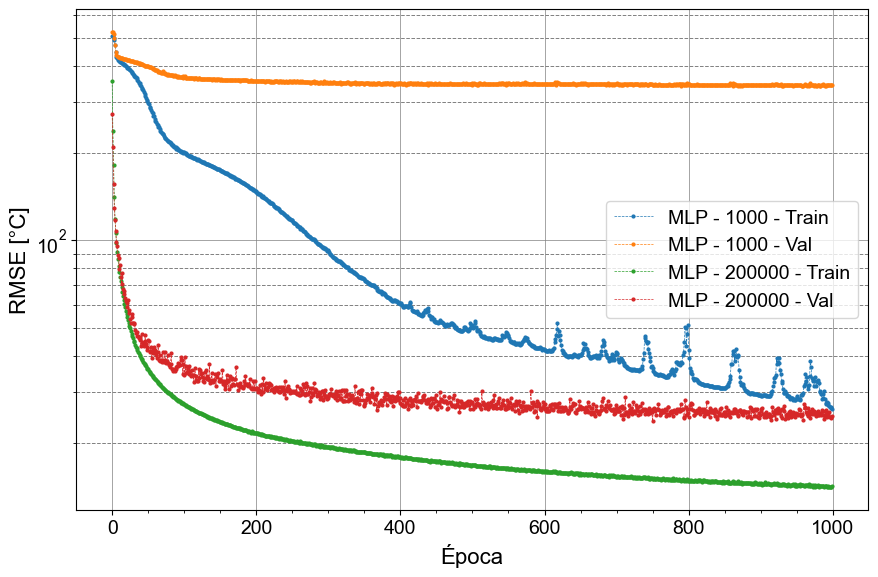 RMSE [°C]
10²
MLP - 1000 - Train
MLP - 1000 - Val
MLP - 200000 - Train
MLP - 200000 - Val
0 200 400 600 800 1000
Época